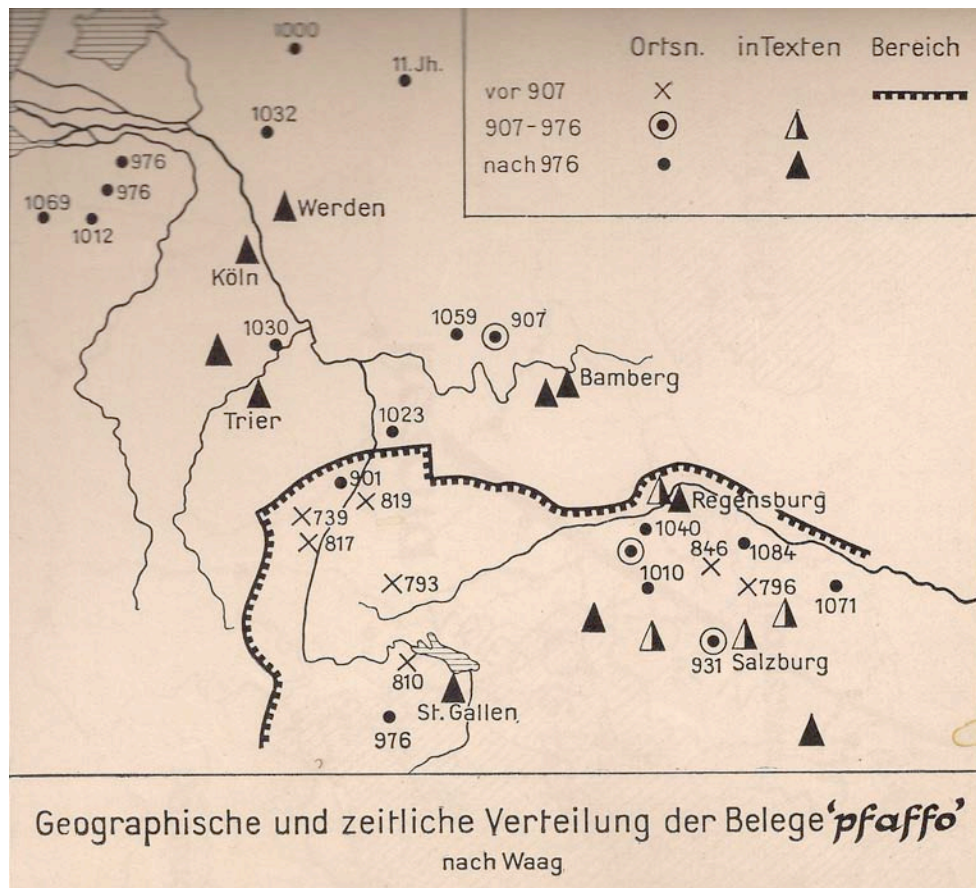 Ortsn. in Texten Bereich
vor 907
907-976
nach 976
1000
11. Jh.
1032
976
976
1069
1012
Werden
Köln
1030
1059
907
Bamberg
Trier
1023
901
819
739
817
793
Regensburg
1040
846
1084
1010
796
1071
931
Salzburg
810
St. Gallen
976
Geographische und zeitliche Verteilung der Belege 'pfaffo'
nach Waag